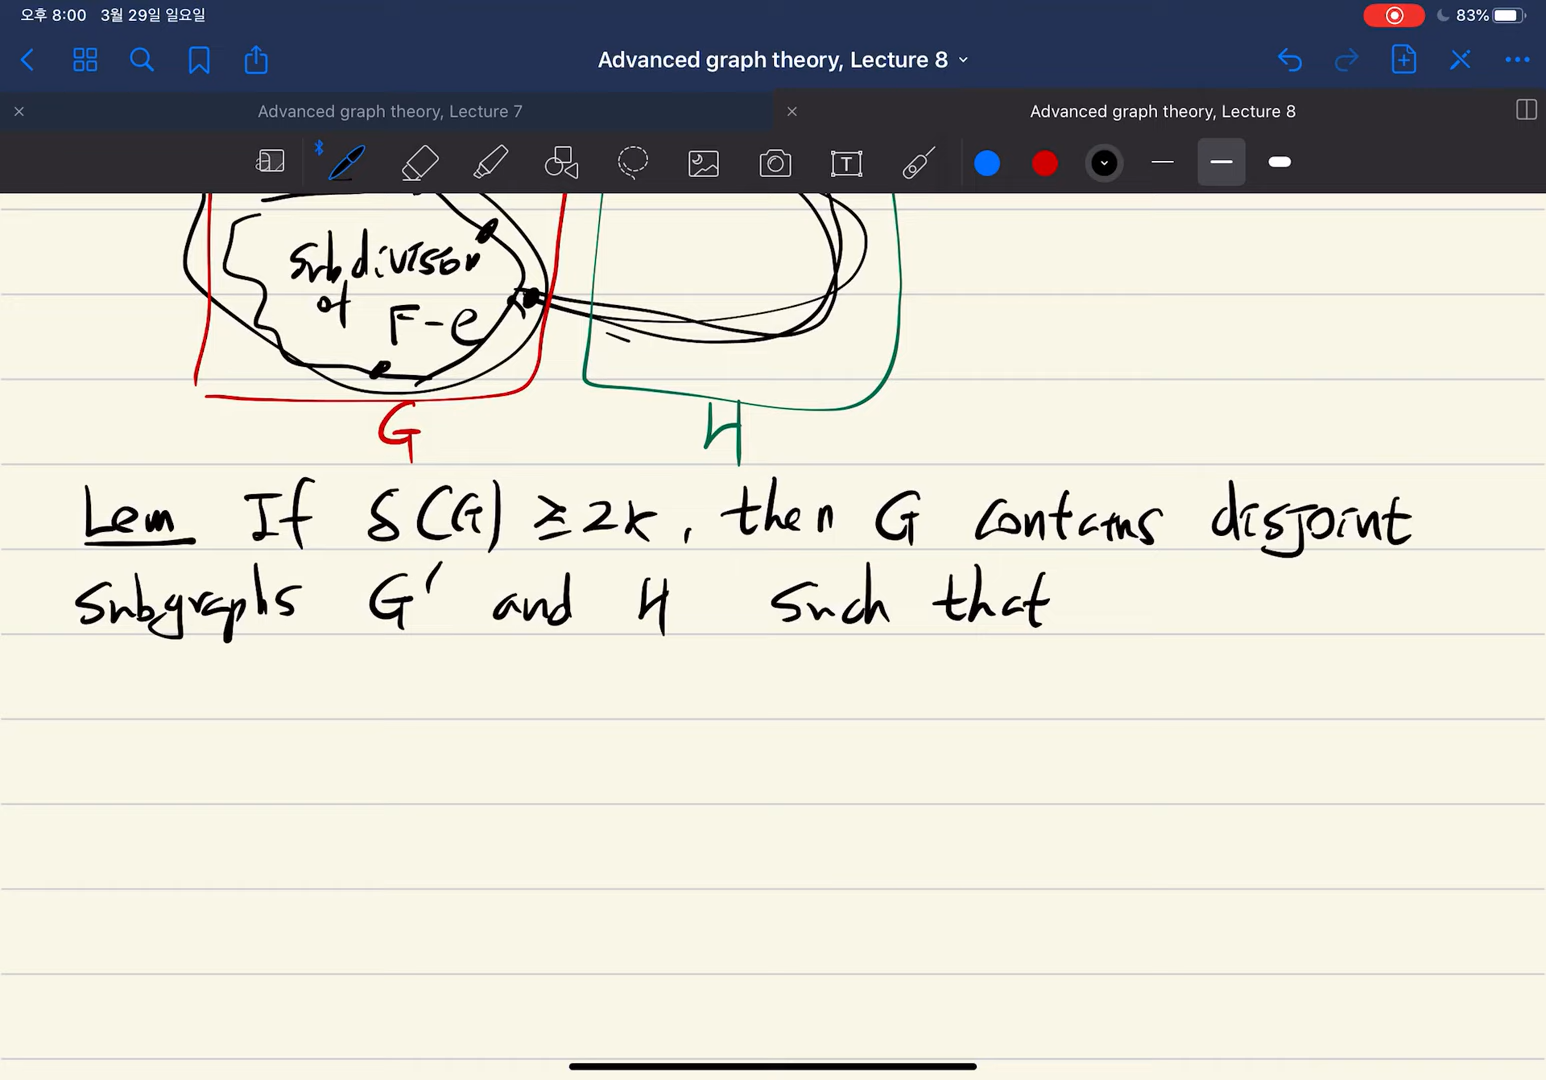 오후 8:00 3월 29일 일요일
83%
Advanced graph theory, Lecture 8
Advanced graph theory, Lecture 7
Advanced graph theory, Lecture 8
subdivision
of F-e
G
H
Lem If δ(G) ≥ 2k, then G contains disjoint
subgraphs G' and H such that